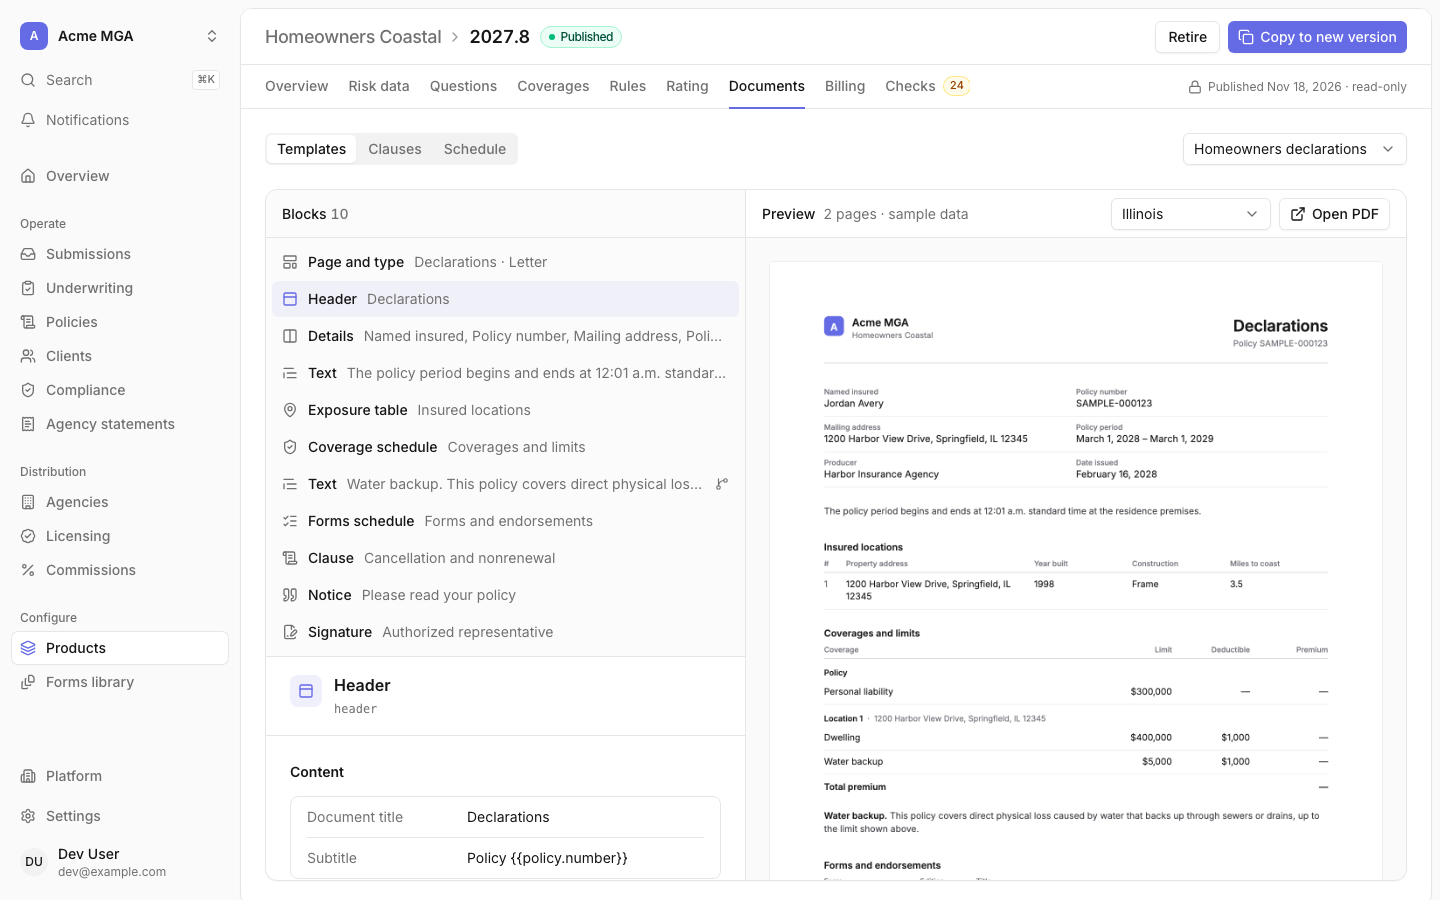 A Acme MGA
Search ⌘K
Notifications
Overview
Operate
Submissions
Underwriting
Policies
Clients
Compliance
Agency statements
Distribution
Agencies
Licensing
Commissions
Configure
Products
Forms library
Platform
Settings
DU Dev User
dev@example.com
Homeowners Coastal > 2027.8 Published
Retire Copy to new version
Overview Risk data Questions Coverages Rules Rating Documents Billing Checks 24
Published Nov 18, 2026 · read-only
Templates Clauses Schedule
Homeowners declarations
Blocks 10
Page and type Declarations · Letter
Header Declarations
Details Named insured, Policy number, Mailing address, Poli...
Text The policy period begins and ends at 12:01 a.m. standar...
Exposure table Insured locations
Coverage schedule Coverages and limits
Text Water backup. This policy covers direct physical los...
Forms schedule Forms and endorsements
Clause Cancellation and nonrenewal
Notice Please read your policy
Signature Authorized representative
Header
header
Content
Document title Declarations
Subtitle Policy {{policy.number}}
Preview 2 pages · sample data
Illinois Open PDF
A Acme MGA
Homeowners Coastal
Declarations
Policy SAMPLE-000123
Named insured Policy number
Jordan Avery SAMPLE-000123
Mailing address Policy period
1200 Harbor View Drive, Springfield, IL 12345 March 1, 2028 – March 1, 2029
Producer Date issued
Harbor Insurance Agency February 16, 2028
The policy period begins and ends at 12:01 a.m. standard time at the residence premises.
Insured locations
# Property address Year built Construction Miles to coast
1 1200 Harbor View Drive, Springfield, IL 1998 Frame 3.5
12345
Coverages and limits
Coverage Limit Deductible Premium
Policy
Personal liability $300,000 — —
Location 1 · 1200 Harbor View Drive, Springfield, IL 12345
Dwelling $400,000 $1,000 —
Water backup $5,000 $1,000 —
Total premium —
Water backup. This policy covers direct physical loss caused by water that backs up through sewers or drains, up to
the limit shown above.
Forms and endorsements